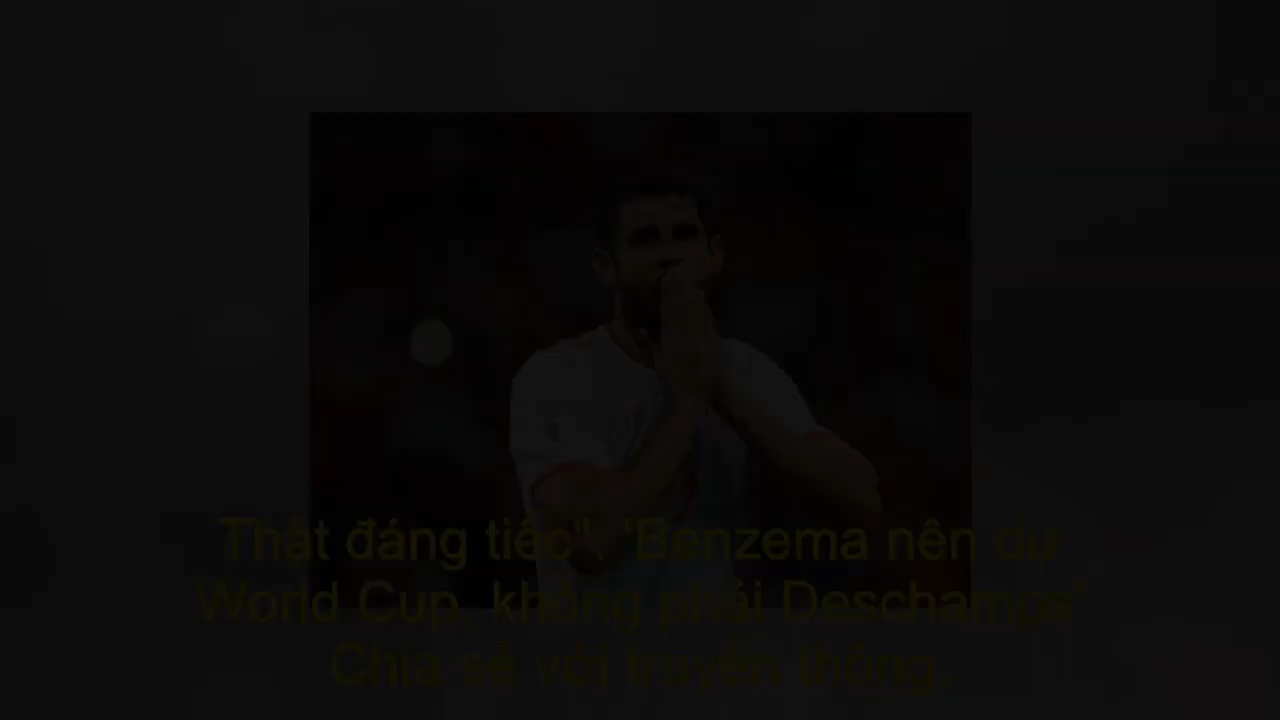 Thật đáng tiếc", "Benzema nên dự
World Cup, không phải Deschamps"
Chia sẻ với truyền thông,